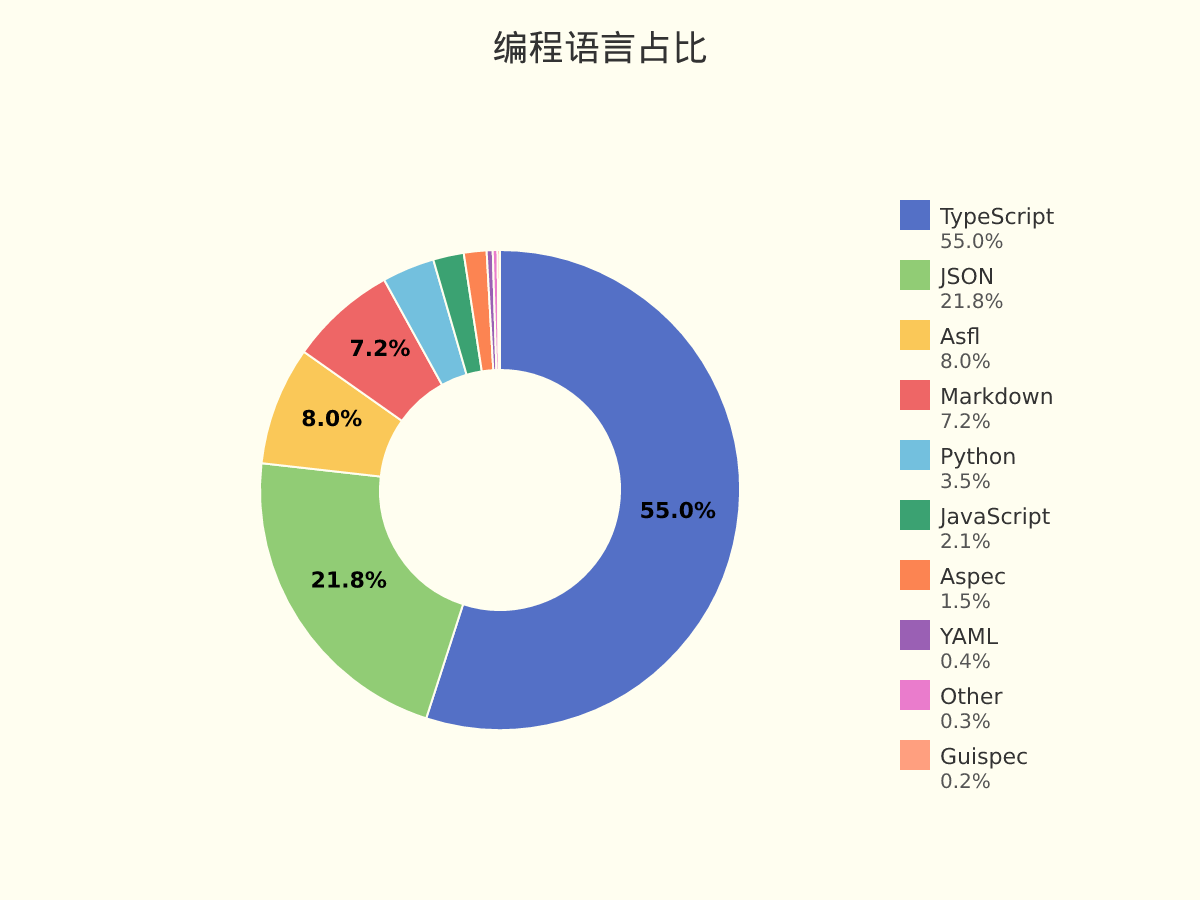 编程语言占比
TypeScript
55.0%
JSON
21.8%
Asfl
8.0%
Markdown
7.2%
Python
3.5%
JavaScript
2.1%
Aspec
1.5%
YAML
0.4%
Other
0.3%
Guispec
0.2%
7.2%
8.0%
55.0%
21.8%